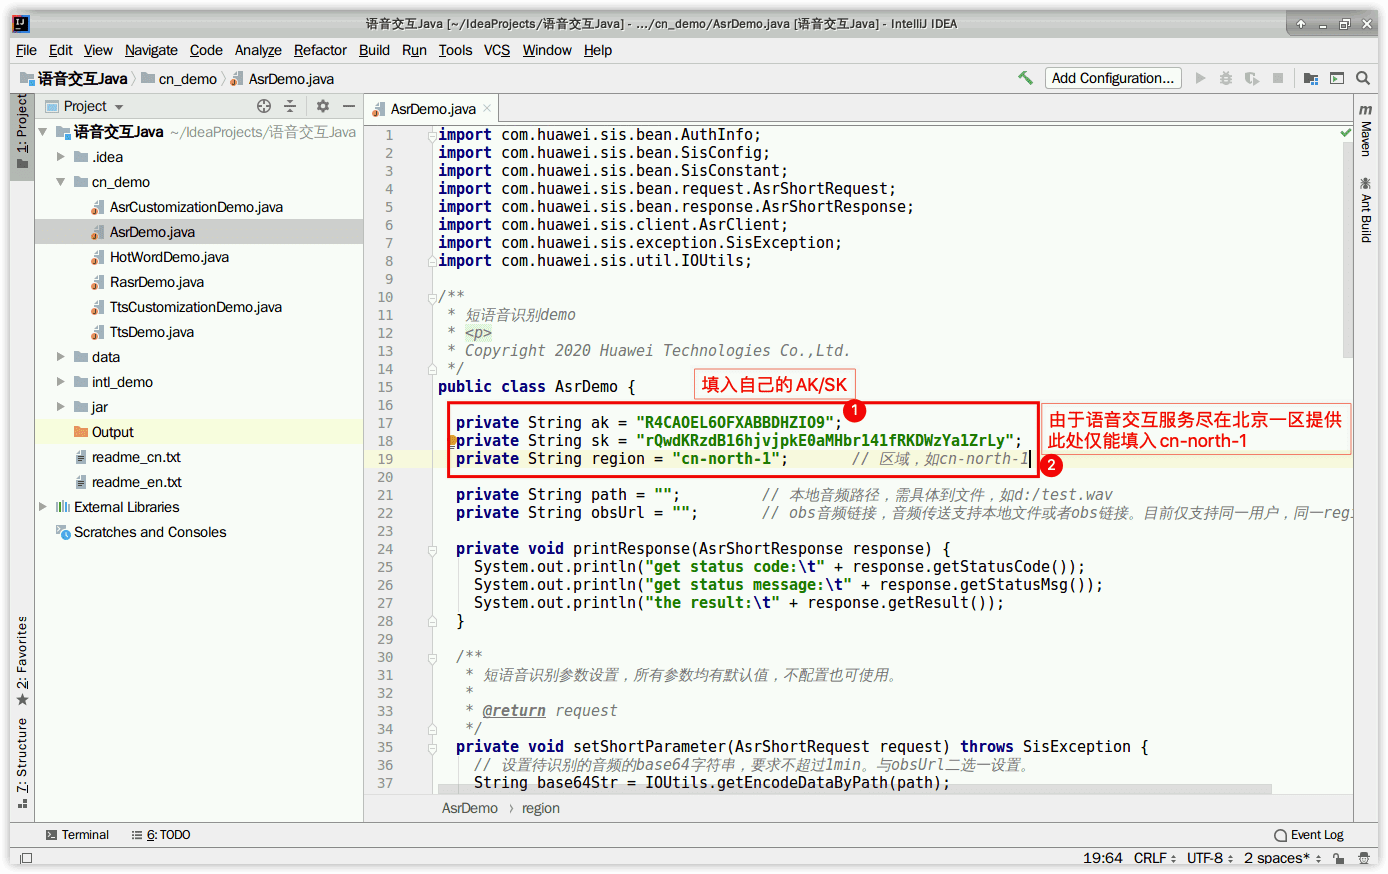 语音交互Java [~/IdeaProjects/语音交互Java] - .../cn_demo/AsrDemo.java [语音交互Java] - IntelliJ IDEA
File Edit View Navigate Code Analyze Refactor Build Run Tools VCS Window Help
语音交互Java cn_demo AsrDemo.java Add Configuration...
1: Project
Project
语音交互Java ~/IdeaProjects/语音交互Java
.idea
cn_demo
AsrCustomizationDemo.java
AsrDemo.java
HotWordDemo.java
RasrDemo.java
TtsCustomizationDemo.java
TtsDemo.java
data
intl_demo
jar
Output
readme_cn.txt
readme_en.txt
External Libraries
Scratches and Consoles
2: Favorites
7: Structure
AsrDemo.java
1 import com.huawei.sis.bean.AuthInfo;
2 import com.huawei.sis.bean.SisConfig;
3 import com.huawei.sis.bean.SisConstant;
4 import com.huawei.sis.bean.request.AsrShortRequest;
5 import com.huawei.sis.bean.response.AsrShortResponse;
6 import com.huawei.sis.client.AsrClient;
7 import com.huawei.sis.exception.SisException;
8 import com.huawei.sis.util.IOUtils;
9
10 /**
11 * 短语音识别demo
12 * <p>
13 * Copyright 2020 Huawei Technologies Co.,Ltd.
14 */
15 public class AsrDemo {
填入自己的AK/SK
16
1
17 private String ak = "R4CAOEL6OFXABBDHZIO9";
18 private String sk = "rQwdKRzdB16hjvjpkE0aMHbr141fRKDWzYa1ZrLy";
19 private String region = "cn-north-1"; // 区域，如cn-north-1
由于语音交互服务尽在北京一区提供
此处仅能填入cn-north-1
2
20
21 private String path = ""; // 本地音频路径，需具体到文件，如d:/test.wav
22 private String obsUrl = ""; // obs音频链接，音频传送支持本地文件或者obs链接。目前仅支持同一用户，同一regi
23
24 private void printResponse(AsrShortResponse response) {
25 System.out.println("get status code:\t" + response.getStatusCode());
26 System.out.println("get status message:\t" + response.getStatusMsg());
27 System.out.println("the result:\t" + response.getResult());
28 }
29
30 /**
31 * 短语音识别参数设置，所有参数均有默认值，不配置也可使用。
32 *
33 * @return request
34 */
35 private void setShortParameter(AsrShortRequest request) throws SisException {
36 // 设置待识别的音频的base64字符串，要求不超过1min。与obsUrl二选一设置。
37 String base64Str = IOUtils.getEncodeDataByPath(path);
AsrDemo › region
m Maven
Ant Build
Terminal 6: TODO Event Log
19:64 CRLF UTF-8 2 spaces*